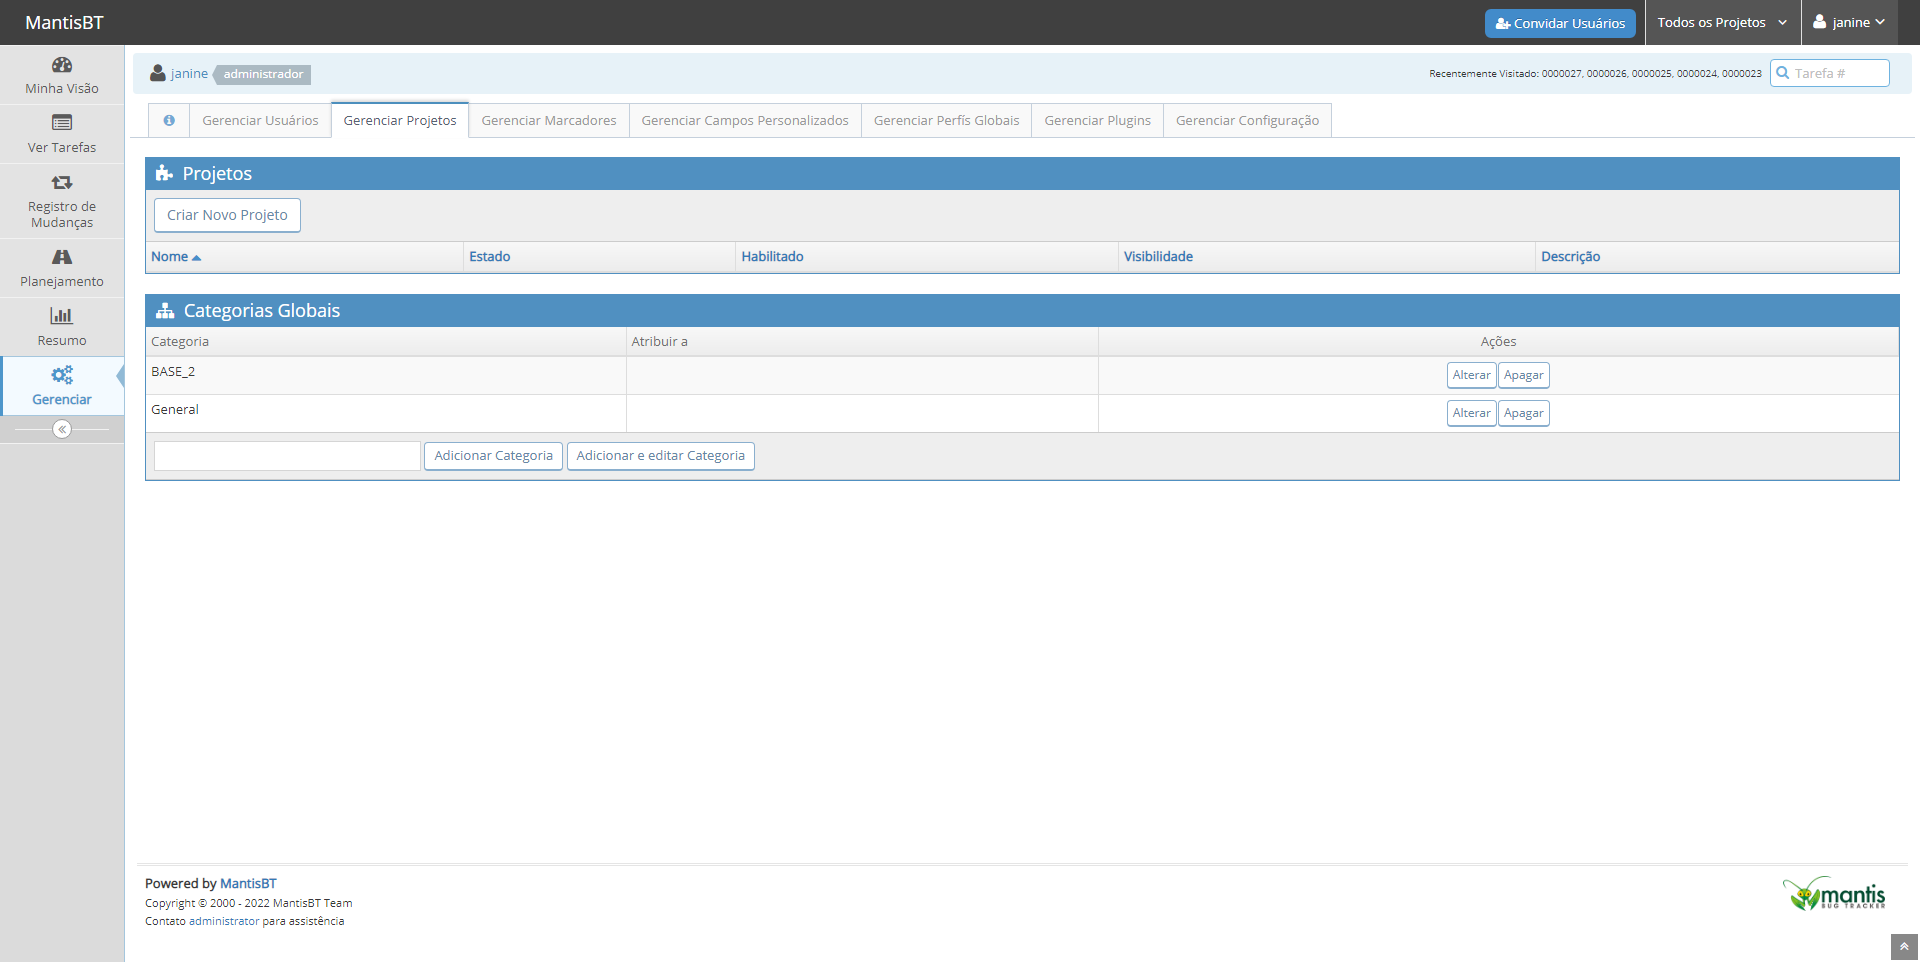 MantisBT
Convidar Usuários
Todos os Projetos
janine
Minha Visão
Ver Tarefas
Registro de
Mudanças
Planejamento
Resumo
Gerenciar
janine
administrador
Recentemente Visitado: 0000027, 0000026, 0000025, 0000024, 0000023
Tarefa #
Gerenciar Usuários
Gerenciar Projetos
Gerenciar Marcadores
Gerenciar Campos Personalizados
Gerenciar Perfís Globais
Gerenciar Plugins
Gerenciar Configuração
Projetos
Criar Novo Projeto
Nome
Estado
Habilitado
Visibilidade
Descrição
Categorias Globais
Categoria
Atribuir a
Ações
BASE_2
Alterar
Apagar
General
Alterar
Apagar
Adicionar Categoria
Adicionar e editar Categoria
Powered by MantisBT
Copyright © 2000 - 2022 MantisBT Team
Contato administrator para assistência
mantis
BUG TRACKER